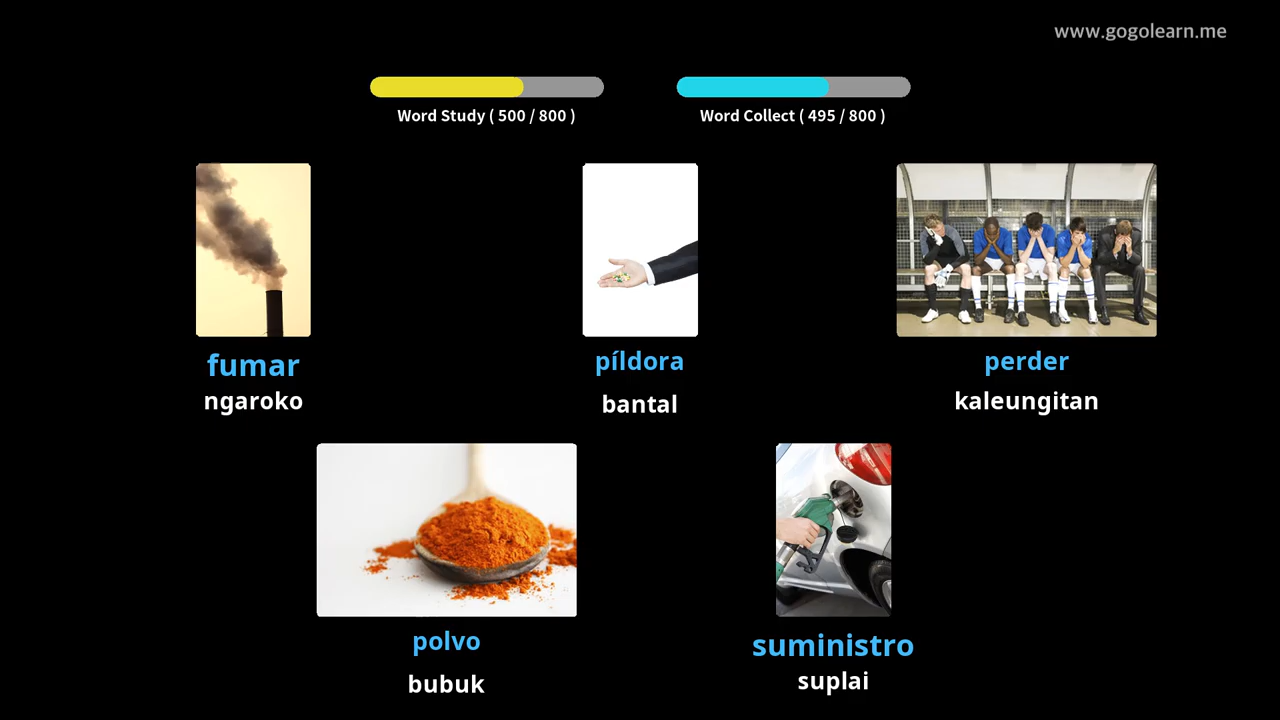 www.gogolearn.me
Word Study ( 500 / 800 )
Word Collect ( 495 / 800 )
fumar
ngaroko
píldora
bantal
perder
kaleungitan
polvo
bubuk
suministro
suplai